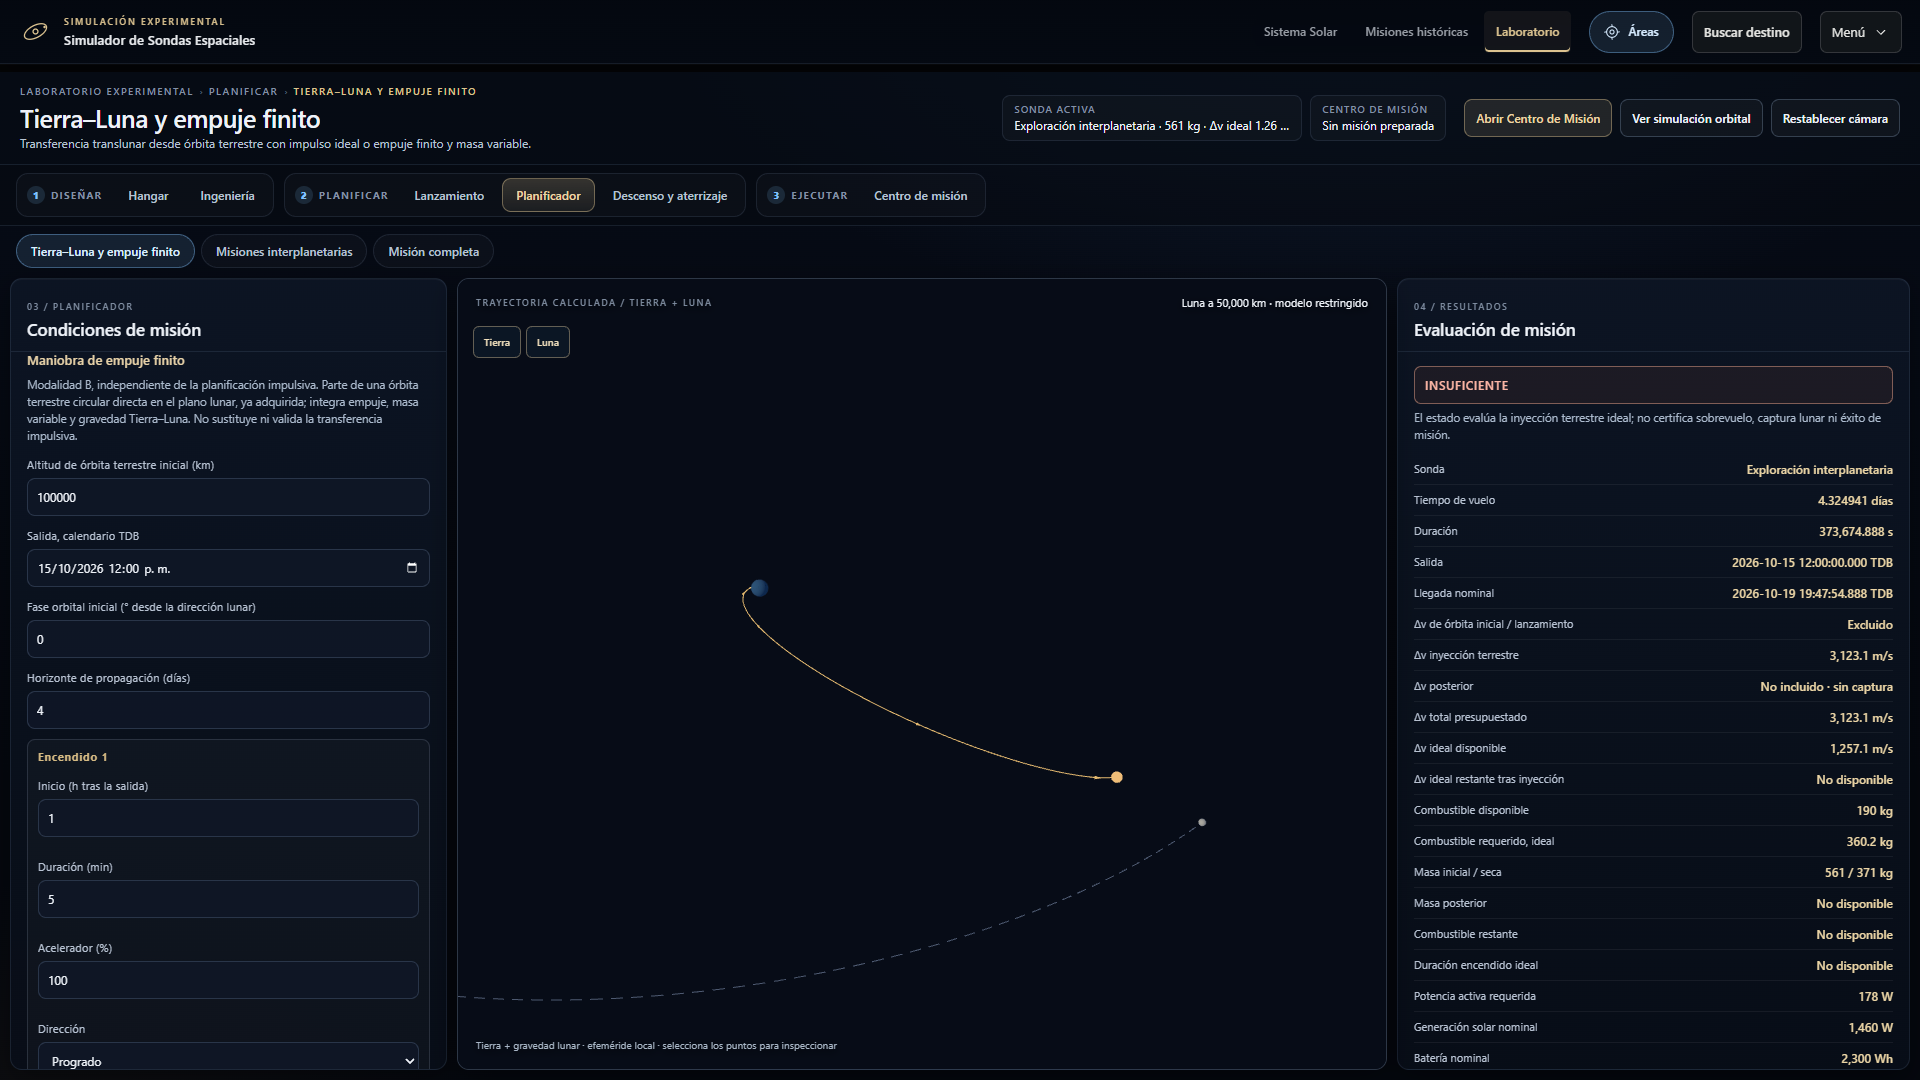 SIMULACIÓN EXPERIMENTAL
Simulador de Sondas Espaciales
Sistema Solar
Misiones históricas
Laboratorio
Áreas
Buscar destino
Menú
LABORATORIO EXPERIMENTAL › PLANIFICAR › TIERRA–LUNA Y EMPUJE FINITO
Tierra–Luna y empuje finito
Transferencia translunar desde órbita terrestre con impulso ideal o empuje finito y masa variable.
SONDA ACTIVA
Exploración interplanetaria · 561 kg · Δv ideal 1.26 ...
CENTRO DE MISIÓN
Sin misión preparada
Abrir Centro de Misión
Ver simulación orbital
Restablecer cámara
1 DISEÑAR
Hangar
Ingeniería
2 PLANIFICAR
Lanzamiento
Planificador
Descenso y aterrizaje
3 EJECUTAR
Centro de misión
Tierra–Luna y empuje finito
Misiones interplanetarias
Misión completa
03 / PLANIFICADOR
Condiciones de misión
Maniobra de empuje finito
Modalidad B, independiente de la planificación impulsiva. Parte de una órbita
terrestre circular directa en el plano lunar, ya adquirida; integra empuje, masa
variable y gravedad Tierra–Luna. No sustituye ni valida la transferencia
impulsiva.
Altitud de órbita terrestre inicial (km)
100000
Salida, calendario TDB
15/10/2026 12:00 p. m.
Fase orbital inicial (° desde la dirección lunar)
0
Horizonte de propagación (días)
4
Encendido 1
Inicio (h tras la salida)
1
Duración (min)
5
Acelerador (%)
100
Dirección
Progrado
TRAYECTORIA CALCULADA / TIERRA + LUNA
Luna a 50,000 km · modelo restringido
Tierra
Luna
Tierra + gravedad lunar · efeméride local · selecciona los puntos para inspeccionar
04 / RESULTADOS
Evaluación de misión
INSUFICIENTE
El estado evalúa la inyección terrestre ideal; no certifica sobrevuelo, captura lunar ni éxito de
misión.
Sonda Exploración interplanetaria
Tiempo de vuelo 4.324941 días
Duración 373,674.888 s
Salida 2026-10-15 12:00:00.000 TDB
Llegada nominal 2026-10-19 19:47:54.888 TDB
Δv de órbita inicial / lanzamiento Excluido
Δv inyección terrestre 3,123.1 m/s
Δv posterior No incluido · sin captura
Δv total presupuestado 3,123.1 m/s
Δv ideal disponible 1,257.1 m/s
Δv ideal restante tras inyección No disponible
Combustible disponible 190 kg
Combustible requerido, ideal 360.2 kg
Masa inicial / seca 561 / 371 kg
Masa posterior No disponible
Combustible restante No disponible
Duración encendido ideal No disponible
Potencia activa requerida 178 W
Generación solar nominal 1,460 W
Batería nominal 2,300 Wh